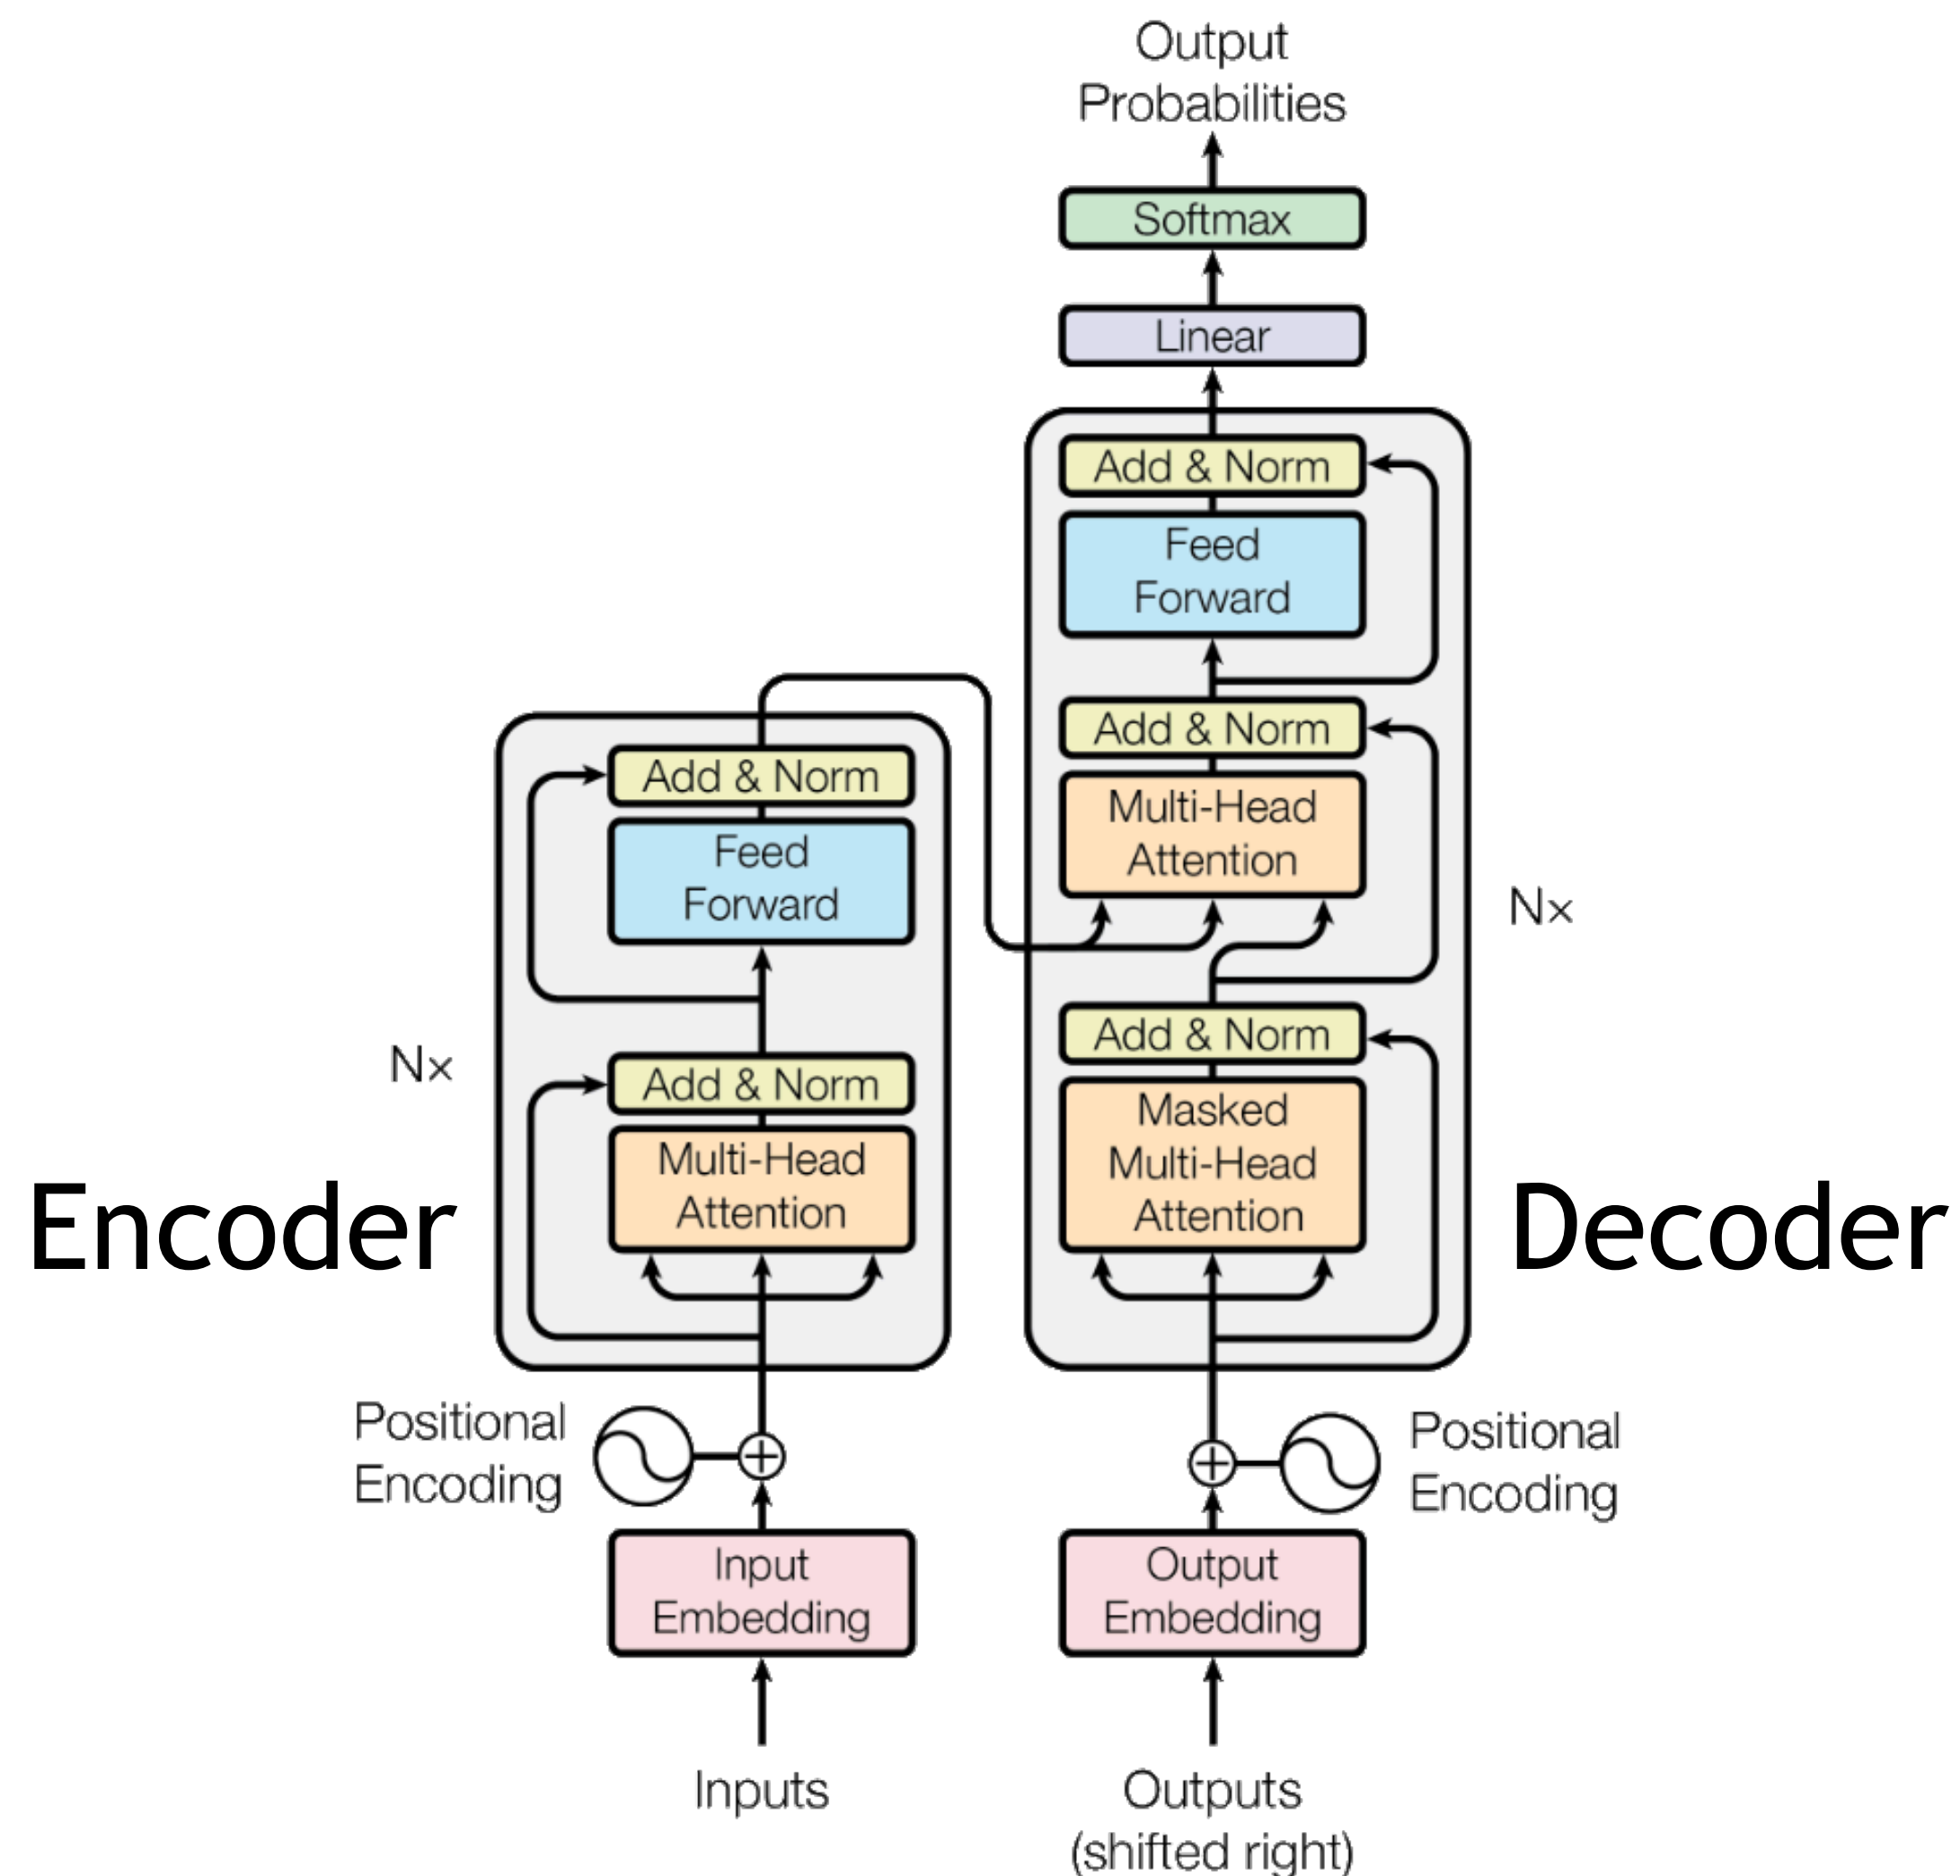 Output
Probabilities
Softmax
Linear
Add & Norm
Feed
Forward
Add & Norm
Multi-Head
Attention
Nx
Add & Norm
Masked
Multi-Head
Attention
Decoder
Positional
Encoding
Output
Embedding
Outputs
(shifted right)
Add & Norm
Feed
Forward
Nx
Add & Norm
Multi-Head
Attention
Encoder
Positional
Encoding
Input
Embedding
Inputs